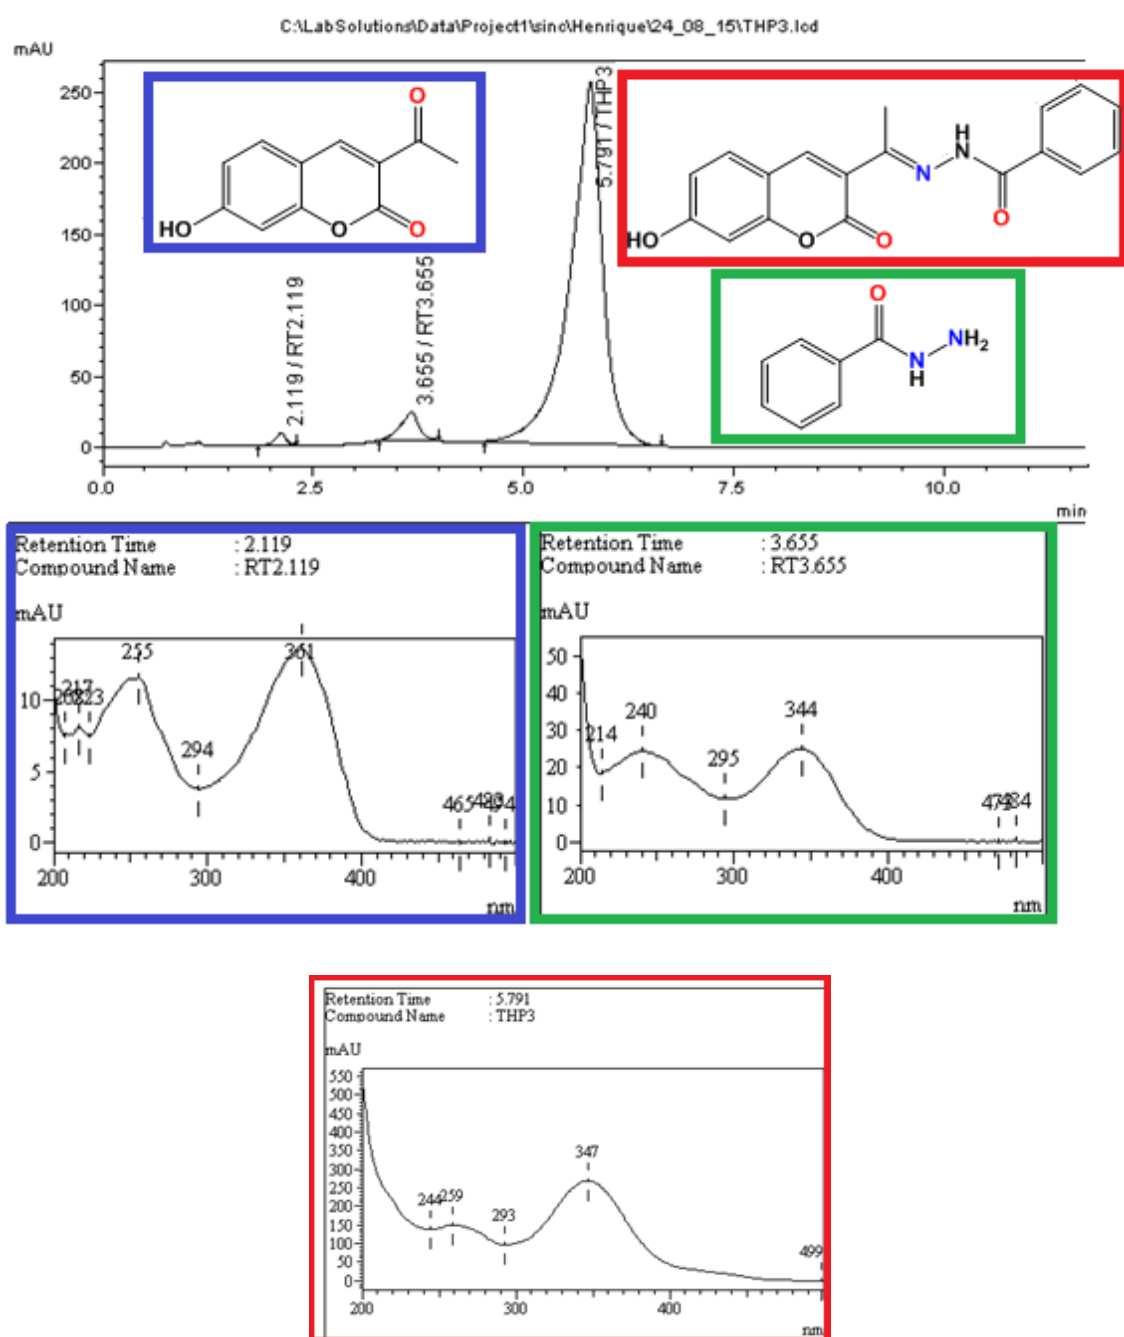 C:\LabSolutions\Data\Project1\sinc\Henrique\24_08_15\THP3.lcd
mAU
250
200
150
100
50
0
0.0 2.5 5.0 7.5 10.0
min
2.119 / RT2.119
3.655 / RT3.655
5.791 / THP3
O
HO O O
H
N N
O
HO O O
O
NH2
N
H
Retention Time : 2.119
Compound Name : RT2.119
mAU
217 223
255
294
361
465
10
5
0
200 300 400
nm
Retention Time : 3.655
Compound Name : RT3.655
mAU
214
240
295
344
484
50
40
30
20
10
0
200 300 400
nm
Retention Time : 5.791
Compound Name : THP3
mAU
550
500
450
400
350
300
250
200
150
100
50
0
244 259
293
347
499
200 300 400
nm